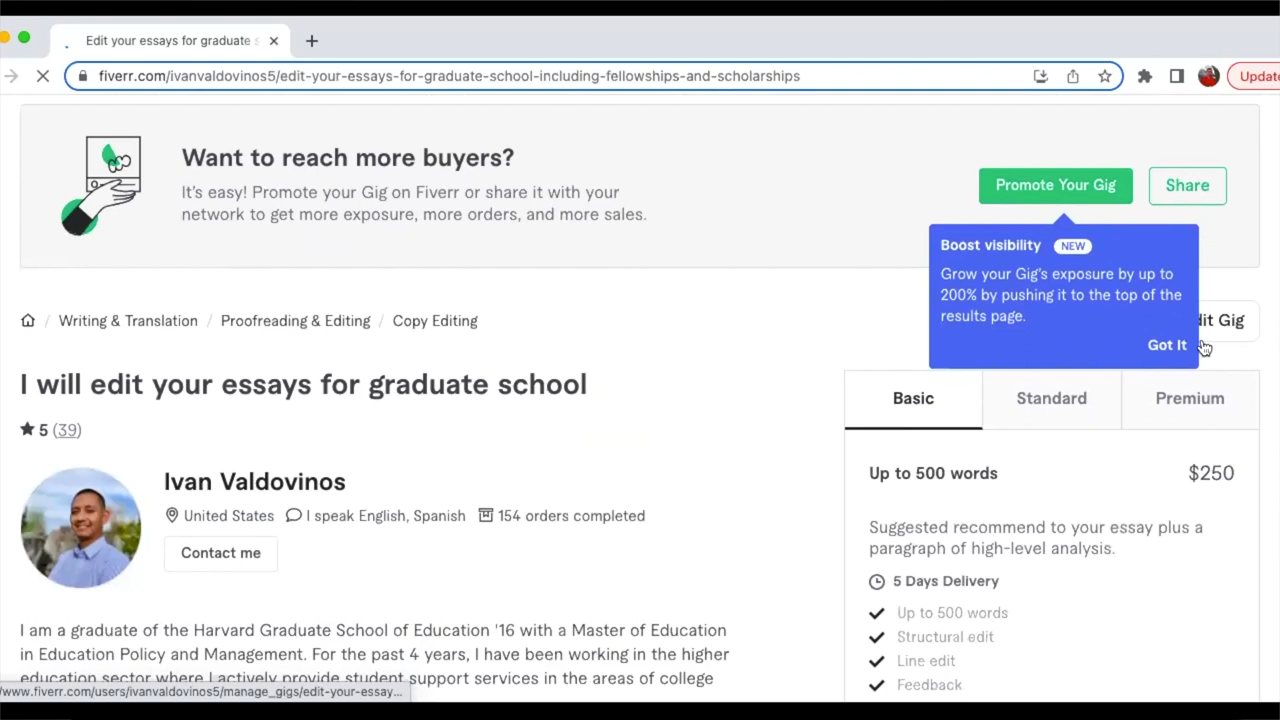 Edit your essays for graduate s
fiverr.com/ivanvaldovinos5/edit-your-essays-for-graduate-school-including-fellowships-and-scholarships
Update
Want to reach more buyers?
It's easy! Promote your Gig on Fiverr or share it with your
network to get more exposure, more orders, and more sales.
Promote Your Gig
Share
Boost visibility NEW
Grow your Gig's exposure by up to
200% by pushing it to the top of the
results page.
Got It
dit Gig
Writing & Translation / Proofreading & Editing / Copy Editing
I will edit your essays for graduate school
5 (39)
Ivan Valdovinos
United States I speak English, Spanish 154 orders completed
Contact me
I am a graduate of the Harvard Graduate School of Education '16 with a Master of Education
in Education Policy and Management. For the past 4 years, I have been working in the higher
education sector where I actively provide student support services in the areas of college
Basic Standard Premium
Up to 500 words $250
Suggested recommend to your essay plus a
paragraph of high-level analysis.
5 Days Delivery
Up to 500 words
Structural edit
Line edit
Feedback
/www.fiverr.com/users/ivanvaldovinos5/manage_gigs/edit-your-essay...